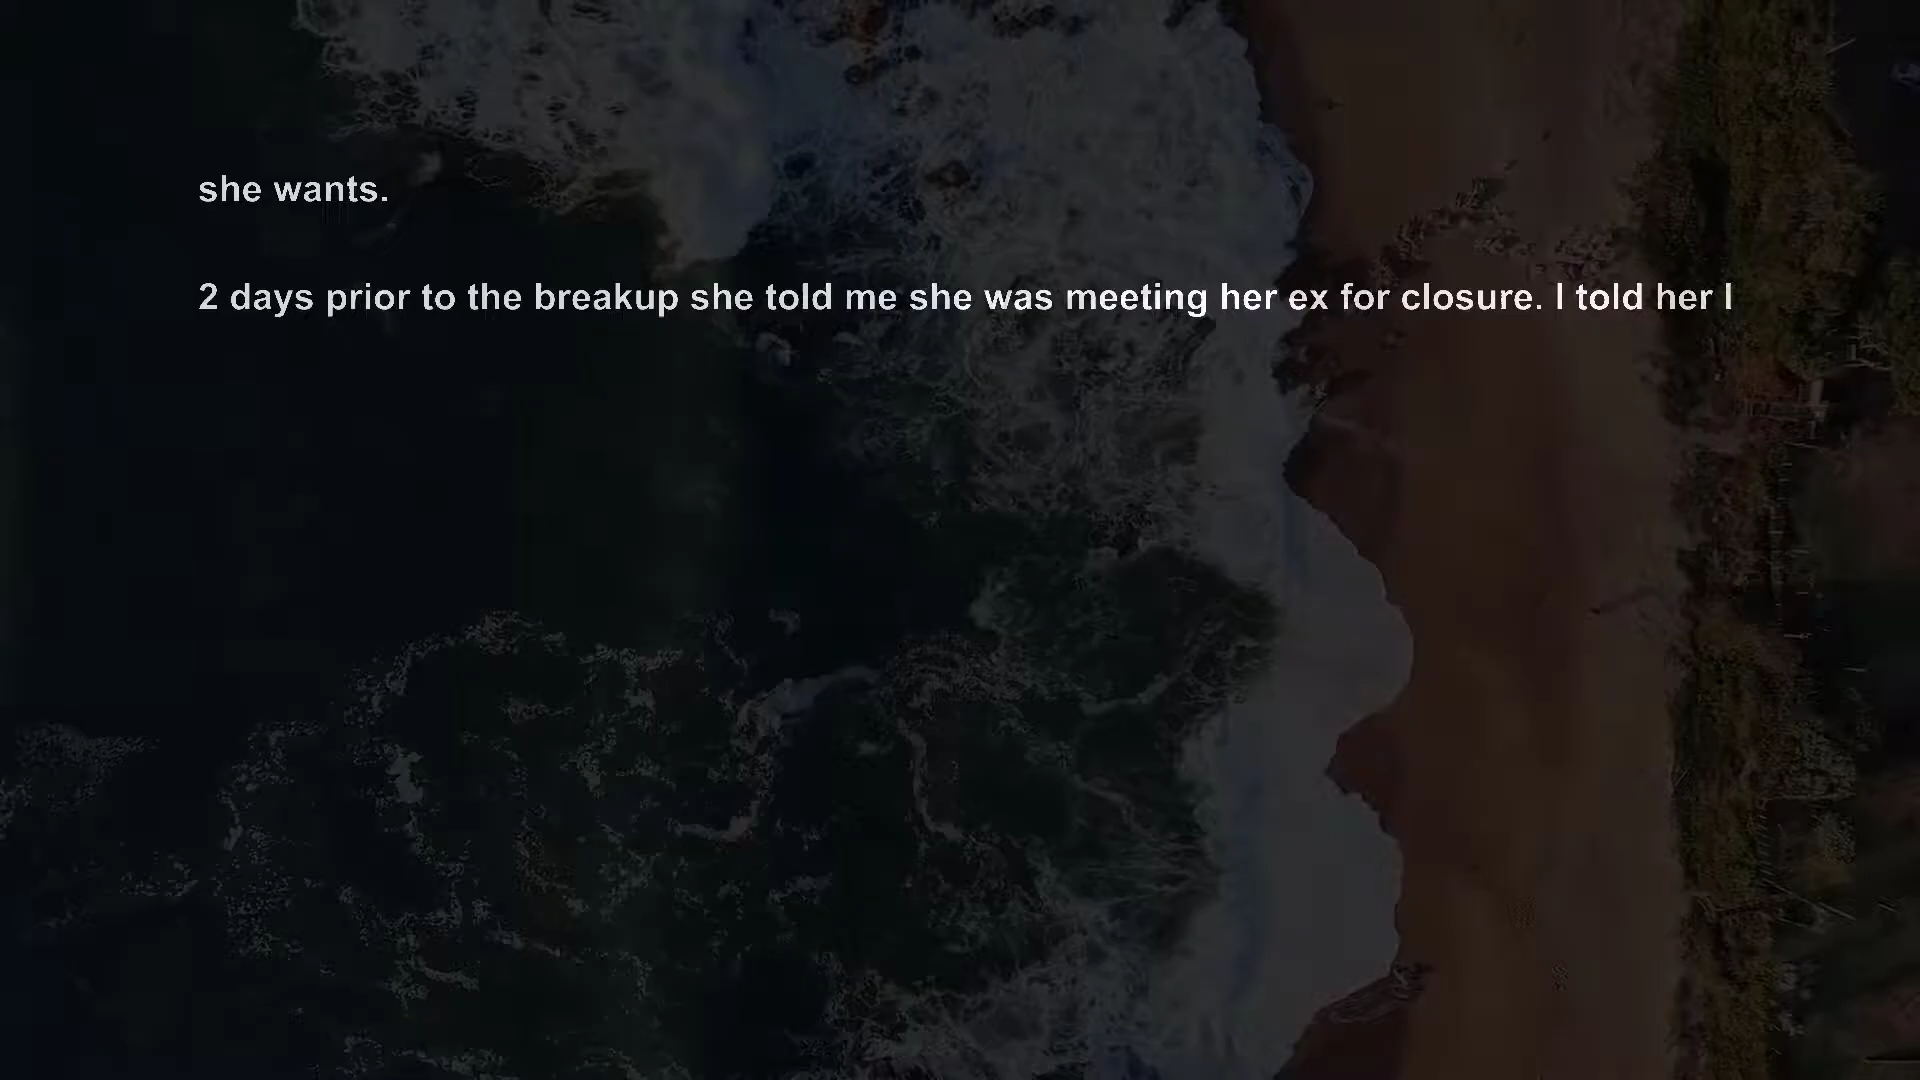 she wants.
2 days prior to the breakup she told me she was meeting her ex for closure. I told her I